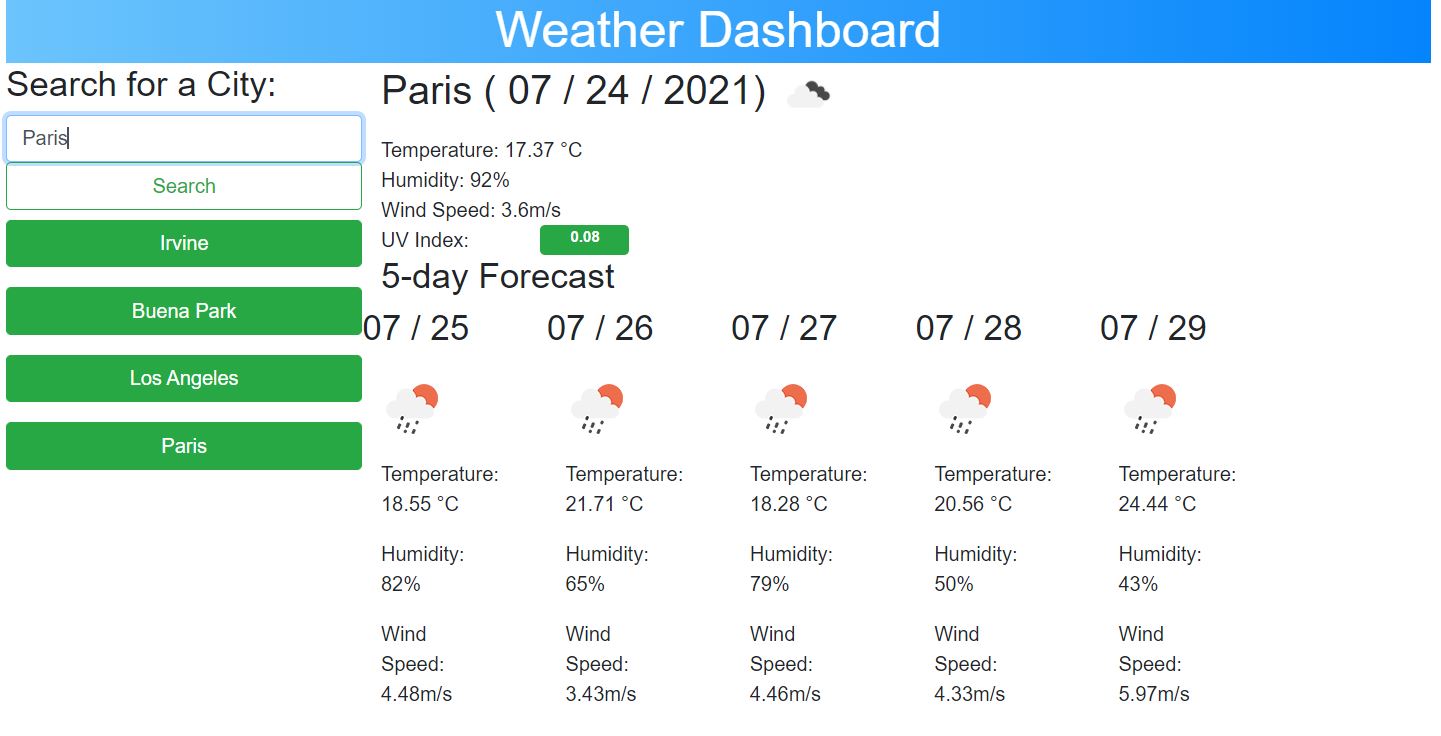 Weather Dashboard
Search for a City:
Paris
Search
Irvine
Buena Park
Los Angeles
Paris
Paris ( 07 / 24 / 2021)
Temperature: 17.37 °C
Humidity: 92%
Wind Speed: 3.6m/s
UV Index: 0.08
5-day Forecast
07 / 25
Temperature:
18.55 °C
Humidity:
82%
Wind
Speed:
4.48m/s
07 / 26
Temperature:
21.71 °C
Humidity:
65%
Wind
Speed:
3.43m/s
07 / 27
Temperature:
18.28 °C
Humidity:
79%
Wind
Speed:
4.46m/s
07 / 28
Temperature:
20.56 °C
Humidity:
50%
Wind
Speed:
4.33m/s
07 / 29
Temperature:
24.44 °C
Humidity:
43%
Wind
Speed:
5.97m/s